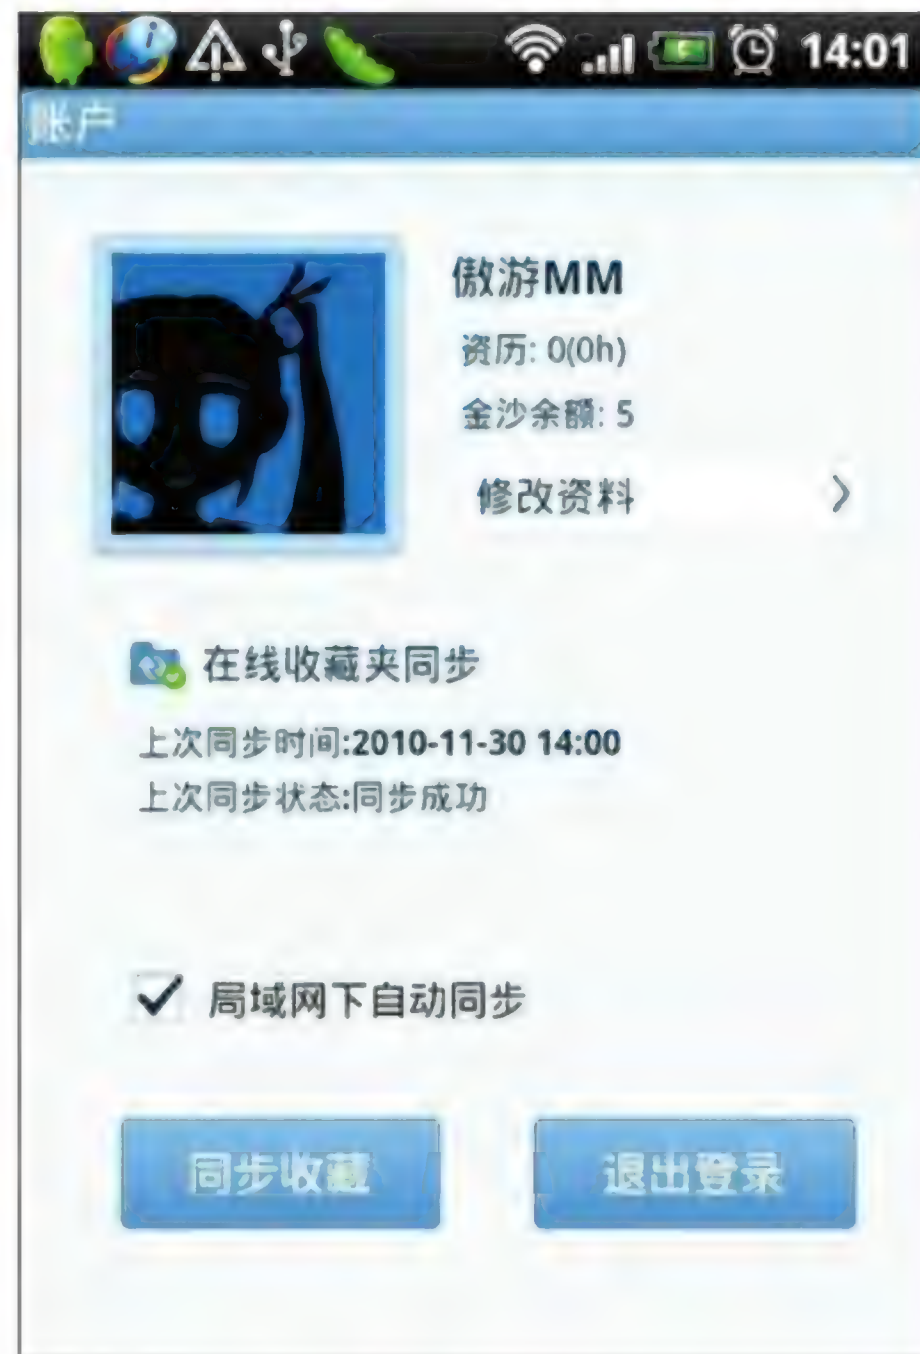 14:01
账户
傲游MM
资历: 0(0h)
金沙余额: 5
修改资料
在线收藏夹同步
上次同步时间:2010-11-30 14:00
上次同步状态:同步成功
局域网下自动同步
同步收藏
退出登录